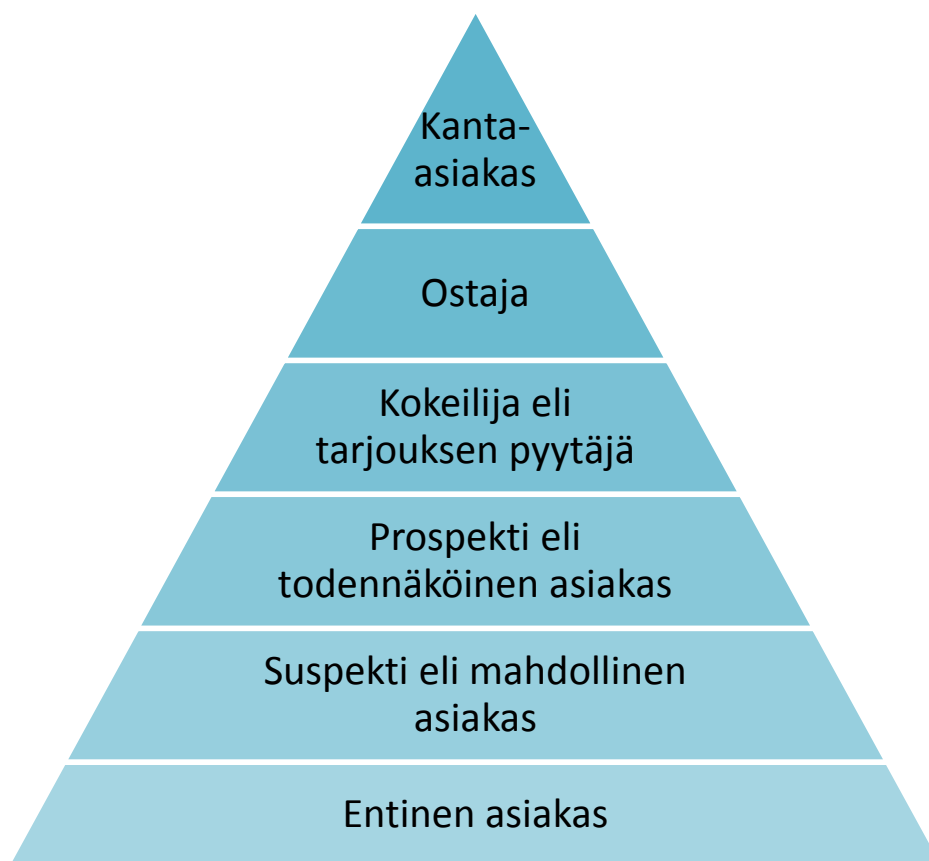 Kanta-
asiakas
Ostaja
Kokeilija eli
tarjouksen pyytäjä
Prospekti eli
todennäköinen asiakas
Suspekti eli mahdollinen
asiakas
Entinen asiakas